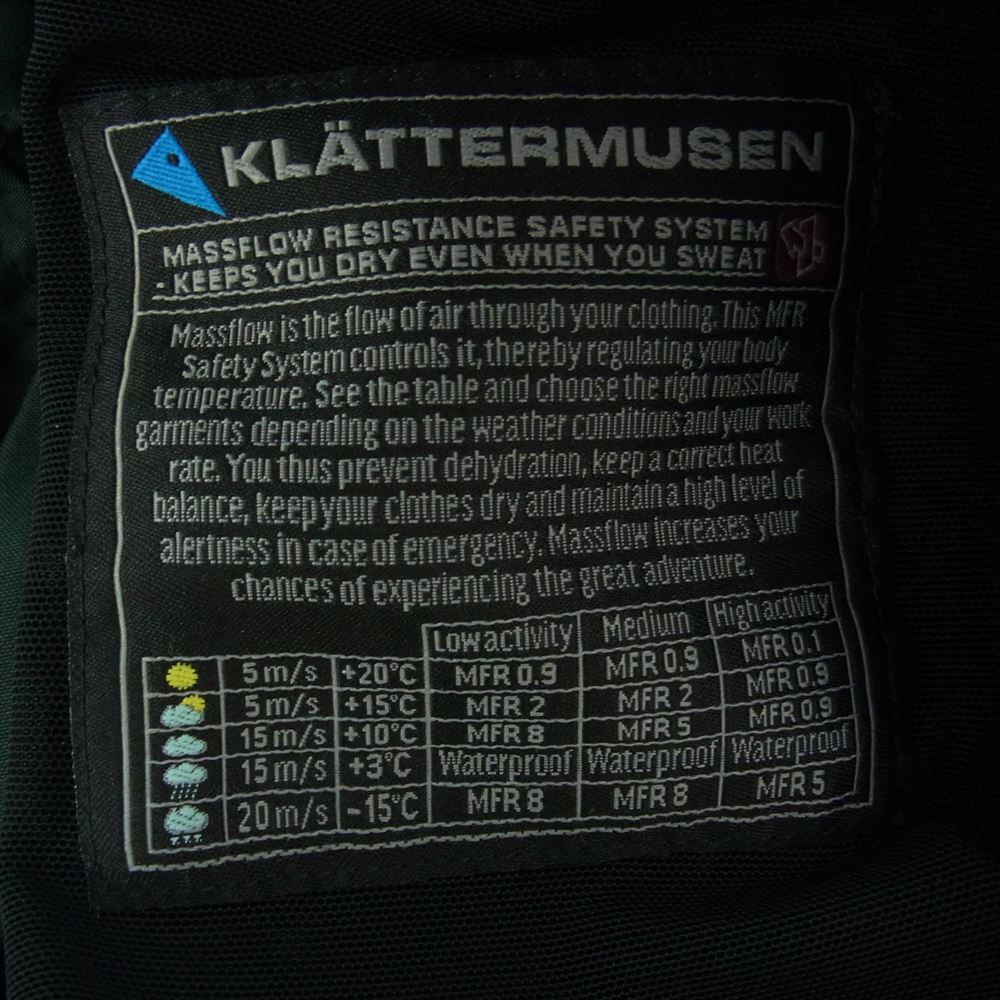 KLÄTTERMUSEN
MASSFLOW RESISTANCE SAFETY SYSTEM
- KEEPS YOU DRY EVEN WHEN YOU SWEAT
Massflow is the flow of air through your clothing. This MFR
Safety System controls it, thereby regulating your body
temperature. See the table and choose the right massflow
garments depending on the weather conditions and your work
rate. You thus prevent dehydration, keep a correct heat
balance, keep your clothes dry and maintain a high level of
alertness in case of emergency. Massflow increases your
chances of experiencing the great adventure.
Low activity Medium High activity
5 m/s +20°C MFR 0.9 MFR 0.9 MFR 0.1
5 m/s +15°C MFR 2 MFR 2 MFR 0.9
15 m/s +10°C MFR 8 MFR 5 MFR 0.9
15 m/s +3°C Waterproof Waterproof Waterproof
20 m/s -15°C MFR 8 MFR 8 MFR 5